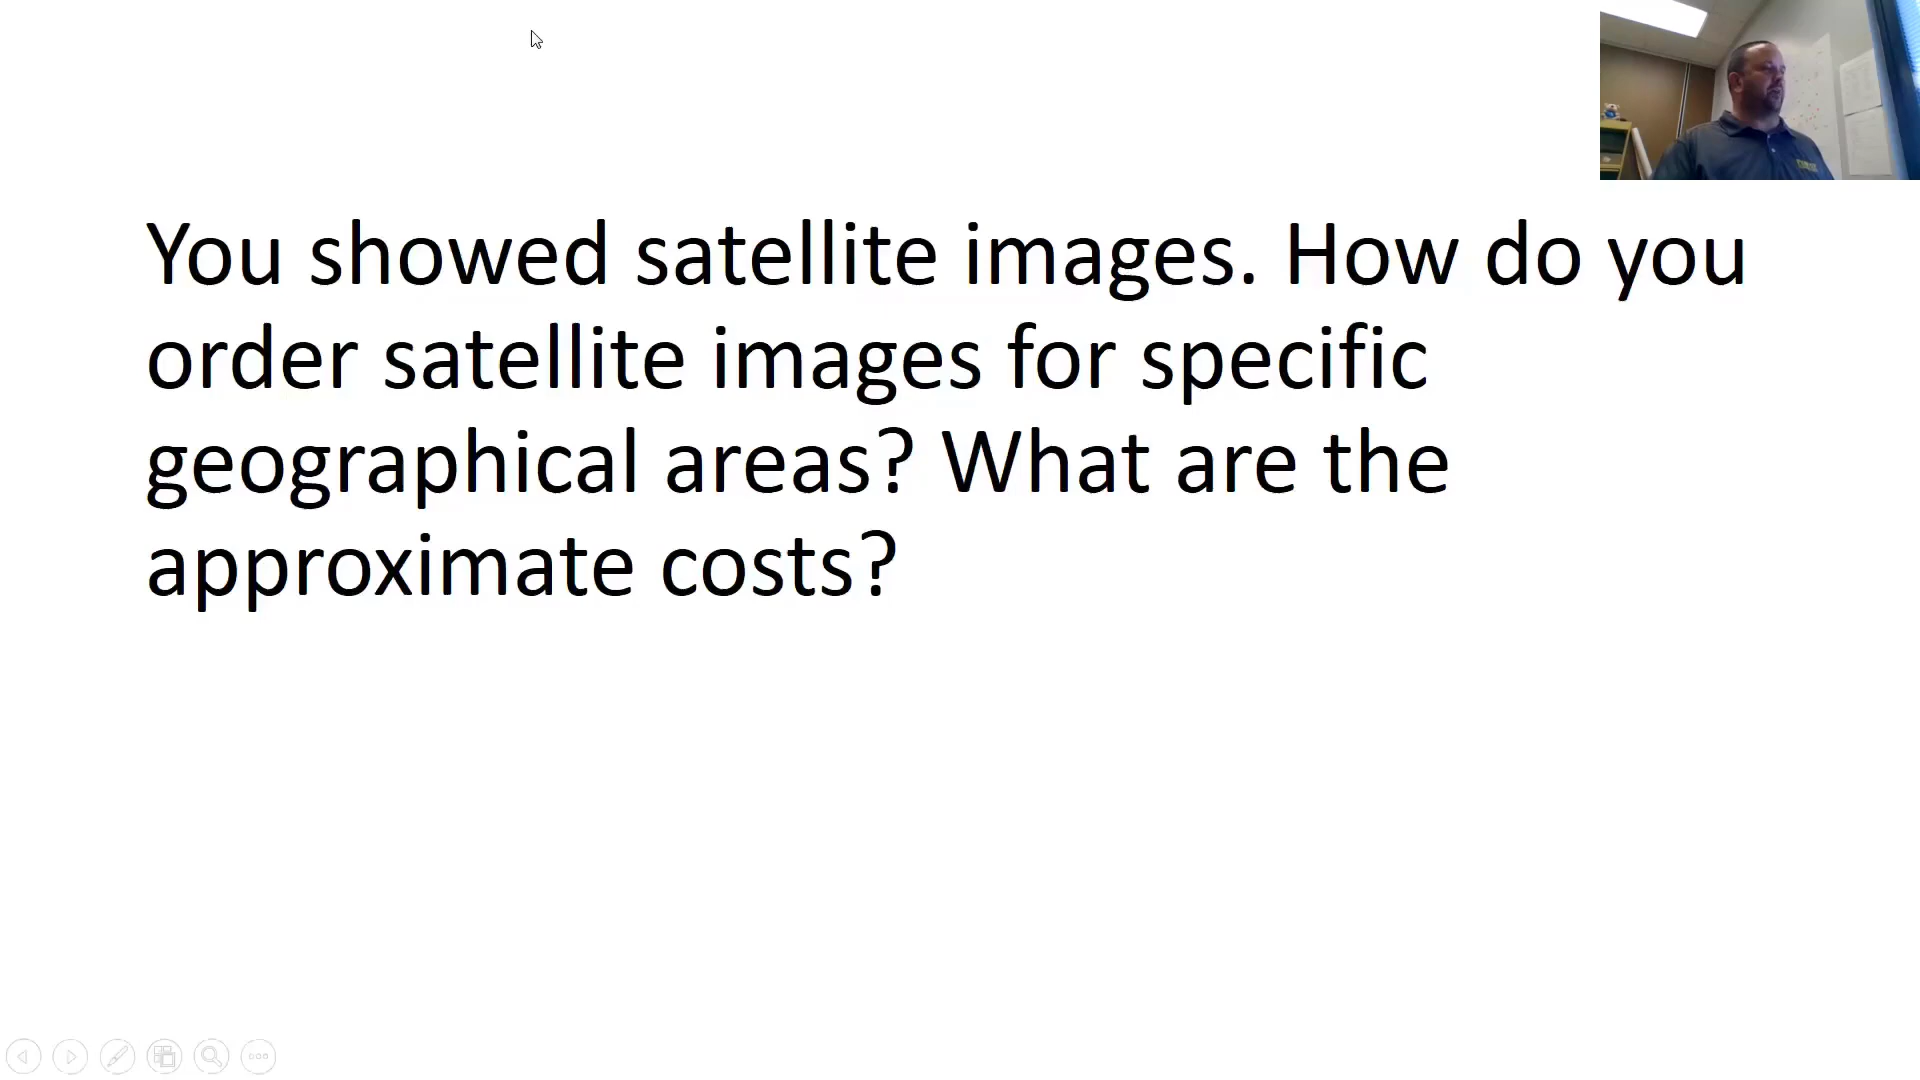 You showed satellite images. How do you
order satellite images for specific
geographical areas? What are the
approximate costs?